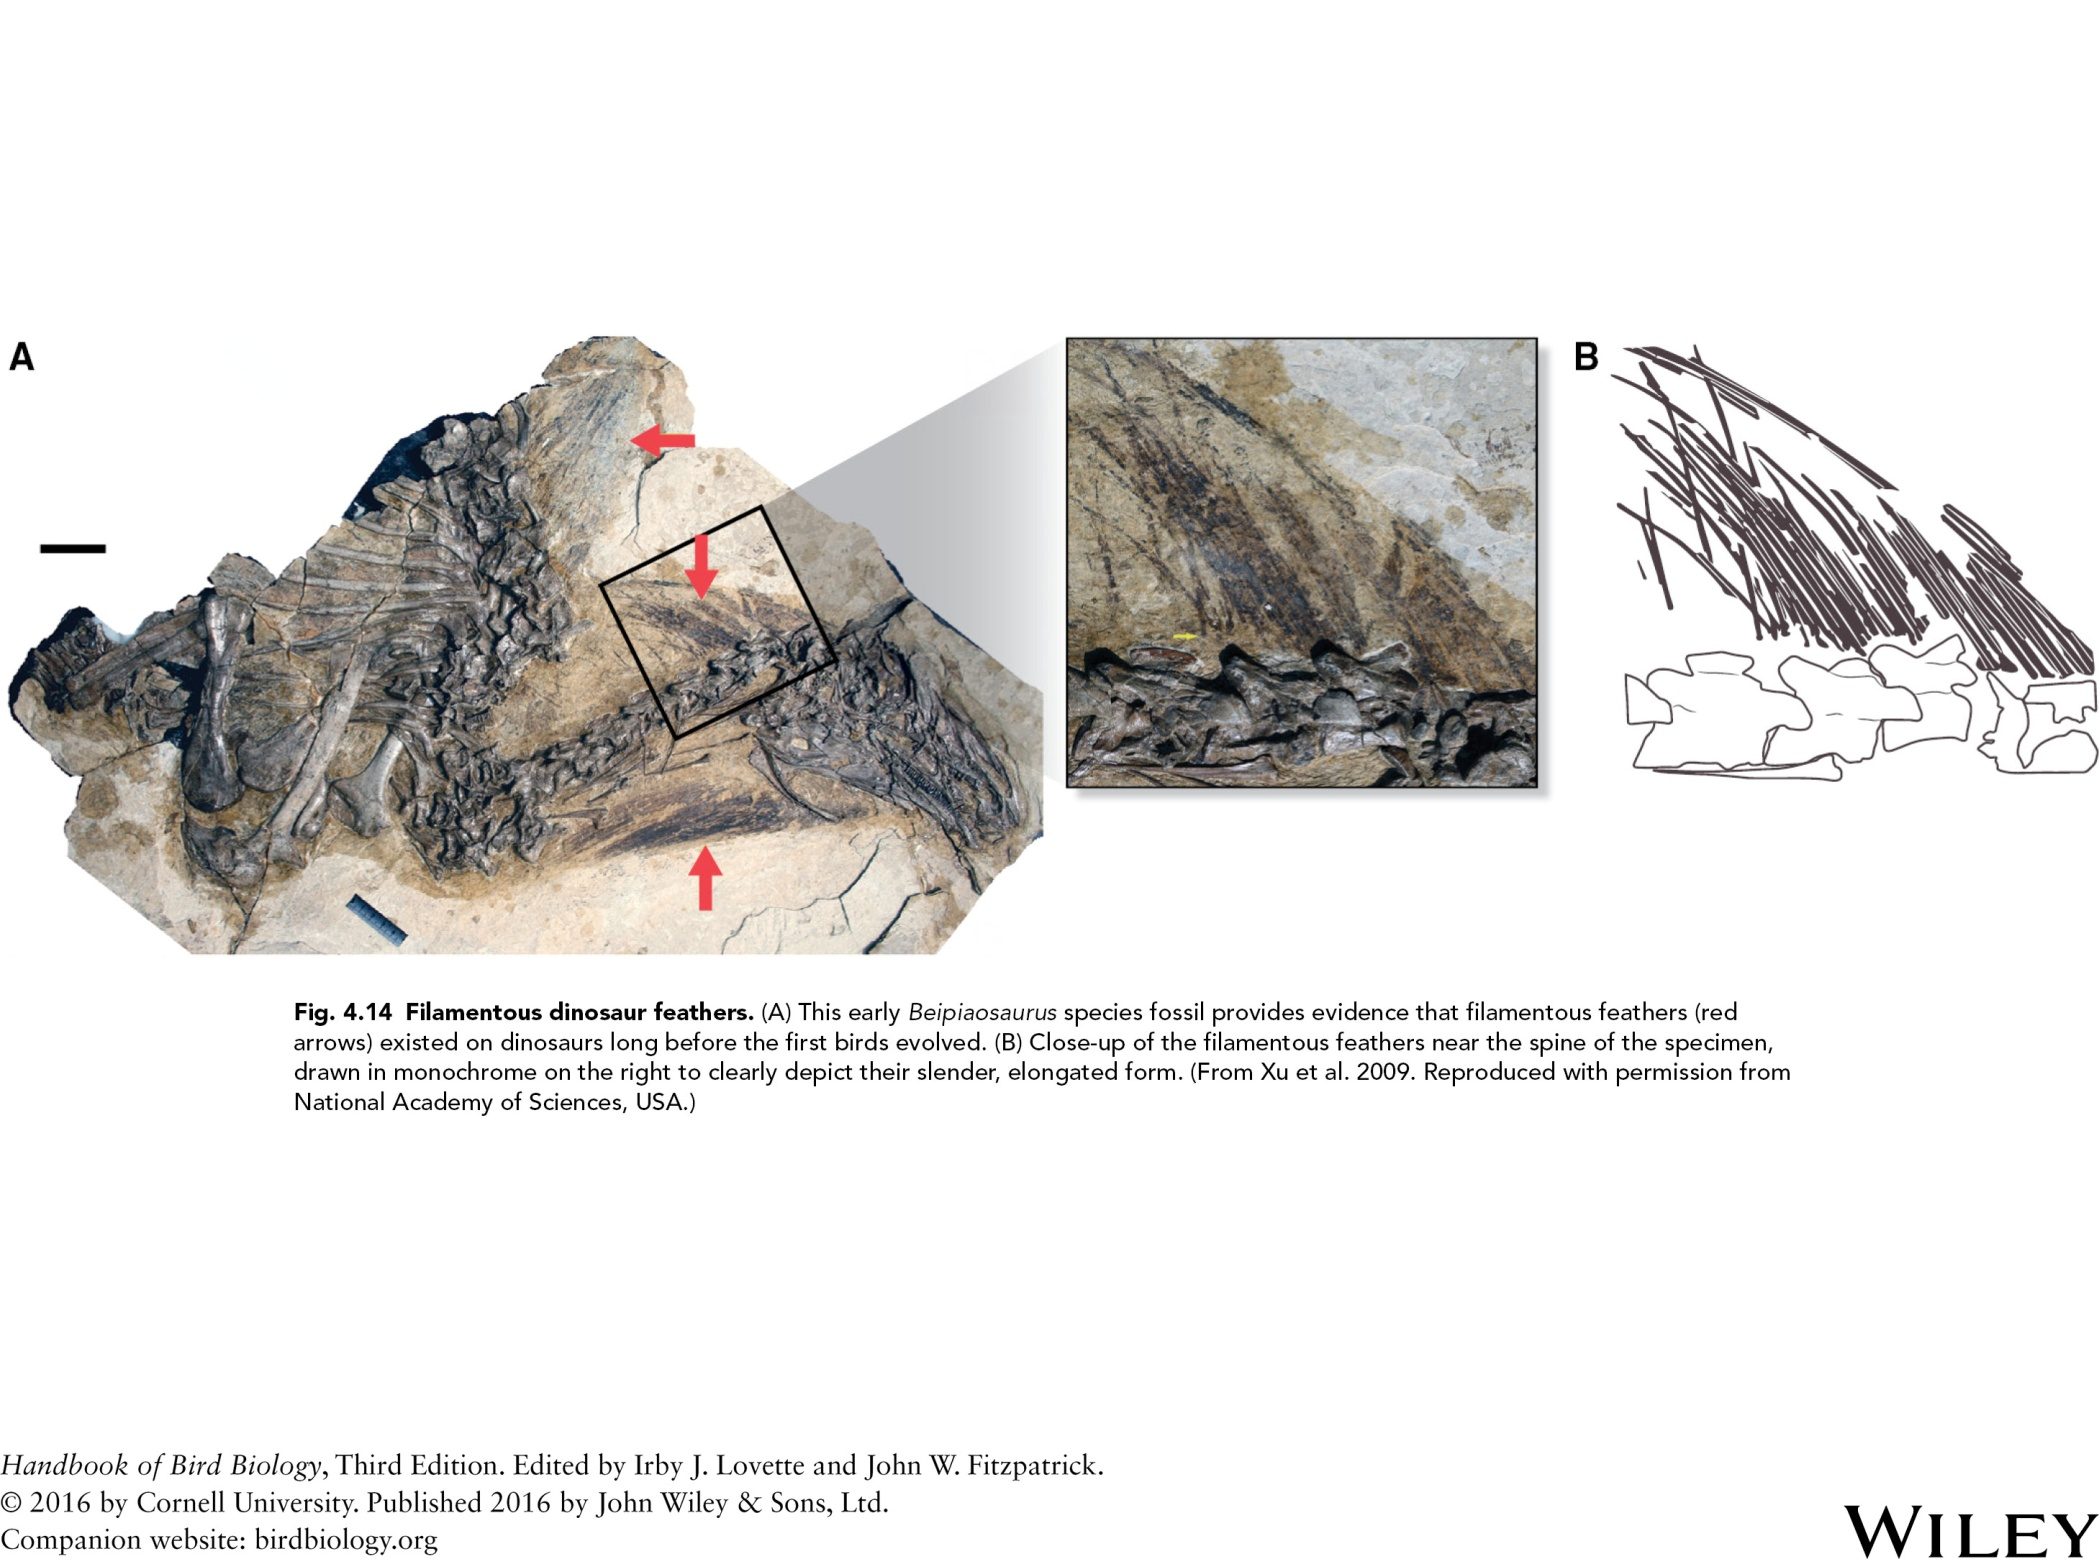 A
B
Fig. 4.14 Filamentous dinosaur feathers. (A) This early Beipiaosaurus species fossil provides evidence that filamentous feathers (red
arrows) existed on dinosaurs long before the first birds evolved. (B) Close-up of the filamentous feathers near the spine of the specimen,
drawn in monochrome on the right to clearly depict their slender, elongated form. (From Xu et al. 2009. Reproduced with permission from
National Academy of Sciences, USA.)
Handbook of Bird Biology, Third Edition. Edited by Irby J. Lovette and John W. Fitzpatrick.
© 2016 by Cornell University. Published 2016 by John Wiley & Sons, Ltd.
Companion website: birdbiology.org
WILEY